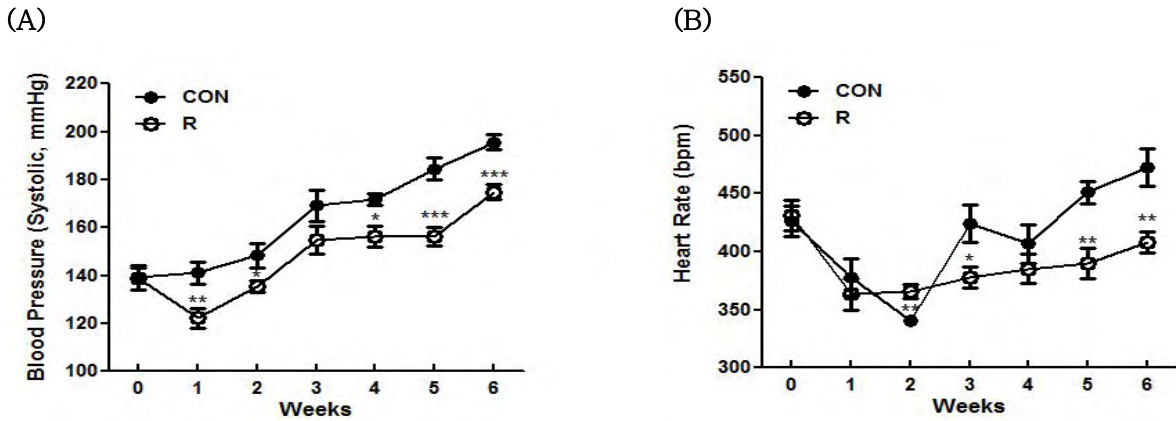 (A)
(B)
Blood Pressure (Systolic, mmHg)
220
200
180
160
140
120
100
CON
R
**
*
*
***
***
0 1 2 3 4 5 6
Weeks
Heart Rate (bpm)
550
500
450
400
350
300
CON
R
**
*
**
**
0 1 2 3 4 5 6
Weeks